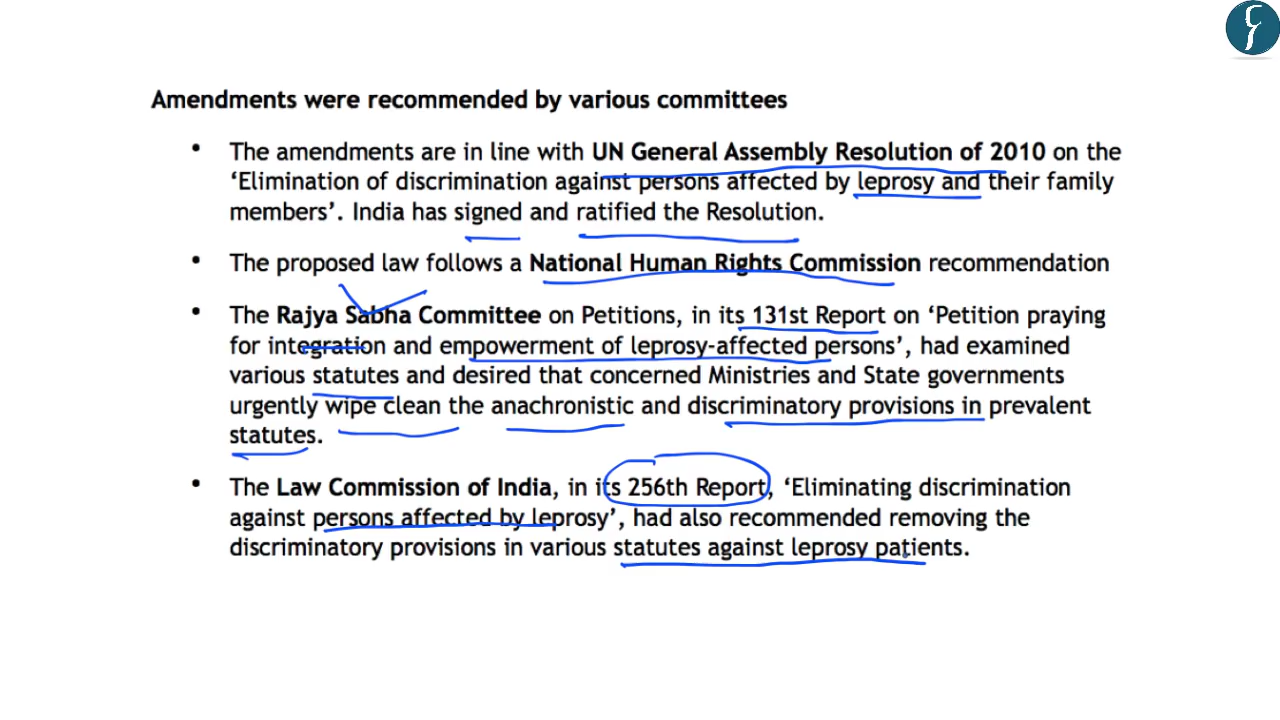 Amendments were recommended by various committees
• The amendments are in line with UN General Assembly Resolution of 2010 on the
‘Elimination of discrimination against persons affected by leprosy and their family
members’. India has signed and ratified the Resolution.
• The proposed law follows a National Human Rights Commission recommendation
• The Rajya Sabha Committee on Petitions, in its 131st Report on ‘Petition praying
for integration and empowerment of leprosy-affected persons’, had examined
various statutes and desired that concerned Ministries and State governments
urgently wipe clean the anachronistic and discriminatory provisions in prevalent
statutes.
• The Law Commission of India, in its 256th Report, ‘Eliminating discrimination
against persons affected by leprosy’, had also recommended removing the
discriminatory provisions in various statutes against leprosy patients.